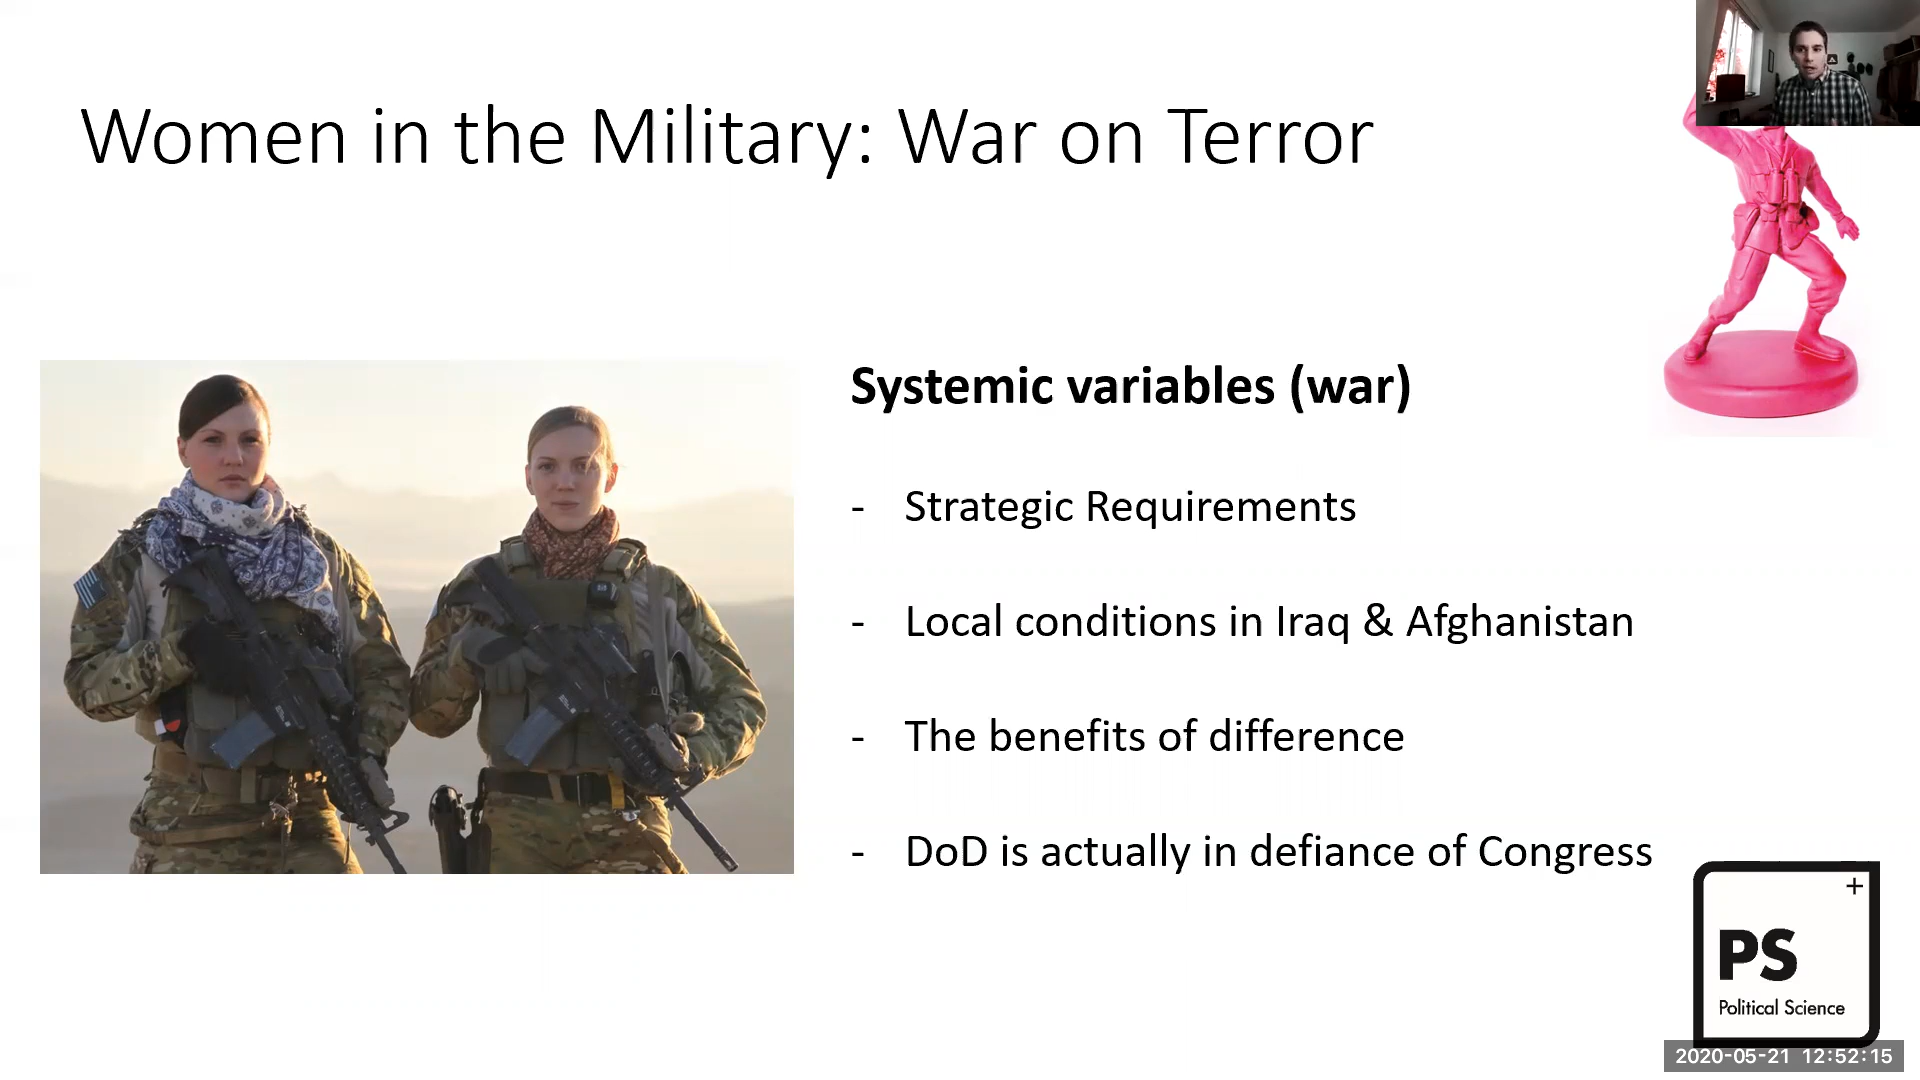 Women in the Military: War on Terror
Systemic variables (war)
- Strategic Requirements
- Local conditions in Iraq & Afghanistan
- The benefits of difference
- DoD is actually in defiance of Congress
+
PS
Political Science
2020-05-21 12:52:15